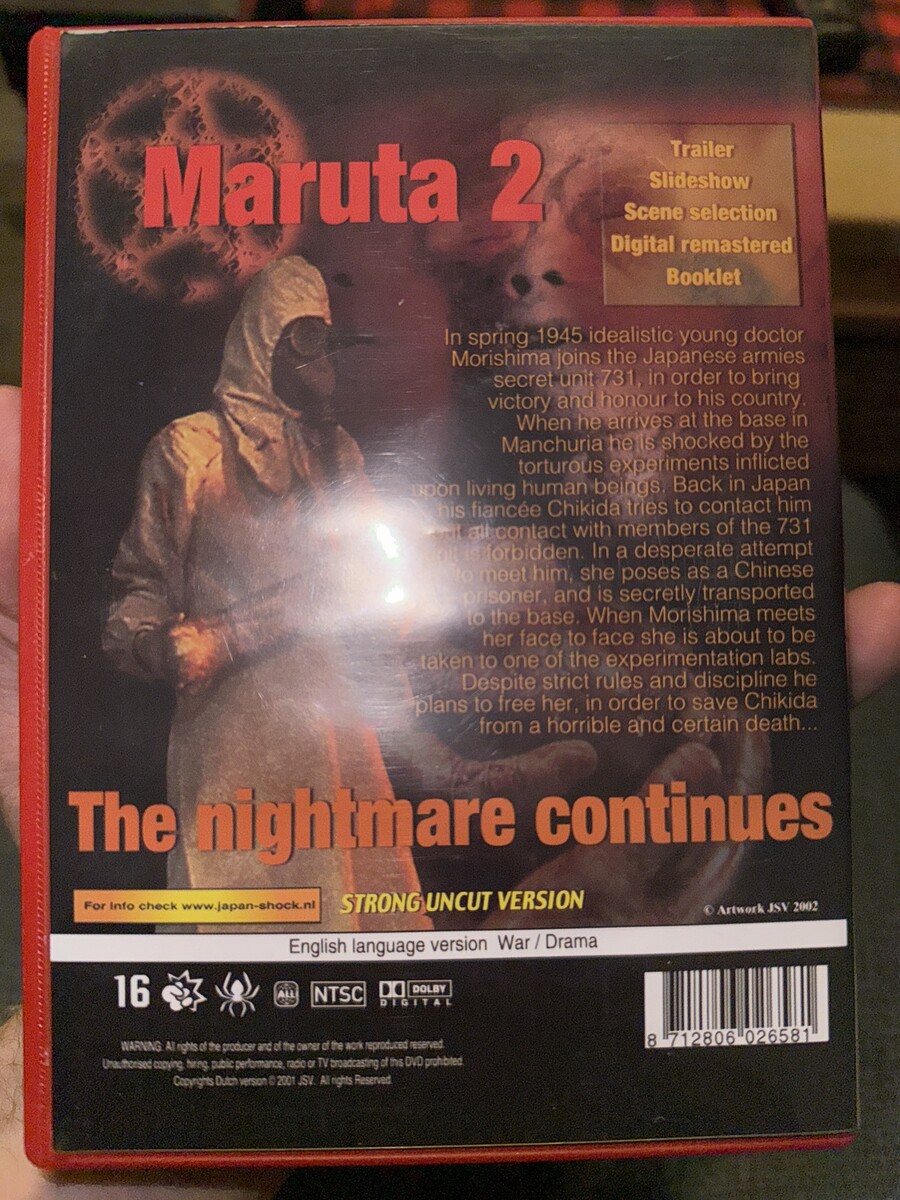 Maruta 2
Trailer
Slideshow
Scene selection
Digital remastered
Booklet
In spring 1945 idealistic young doctor
Morishima joins the Japanese armies
secret unit 731, in order to bring
victory and honour to his country.
When he arrives at the base in
Manchuria he is shocked by the
torturous experiments inflicted
upon living human beings. Back in Japan
his fiancée Chikida tries to contact him
but all contact with members of the 731
is forbidden. In a desperate attempt
to meet him, she poses as a Chinese
prisoner, and is secretly transported
to the base. When Morishima meets
her face to face she is about to be
taken to one of the experimentation labs.
Despite strict rules and discipline he
plans to free her, in order to save Chikida
from a horrible and certain death...
The nightmare continues
For info check www.japan-shock.nl
STRONG UNCUT VERSION
© Artwork JSV 2002
English language version War / Drama
16
ALL
NTSC
DOLBY
DIGITAL
8 712806 026581
WARNING: All rights of the producer and of the owner of the work reproduced reserved.
Unauthorised copying, hiring, public performance, radio or TV broadcasting of this DVD prohibited.
Copyrights Dutch version © 2001 JSV. All rights Reserved.